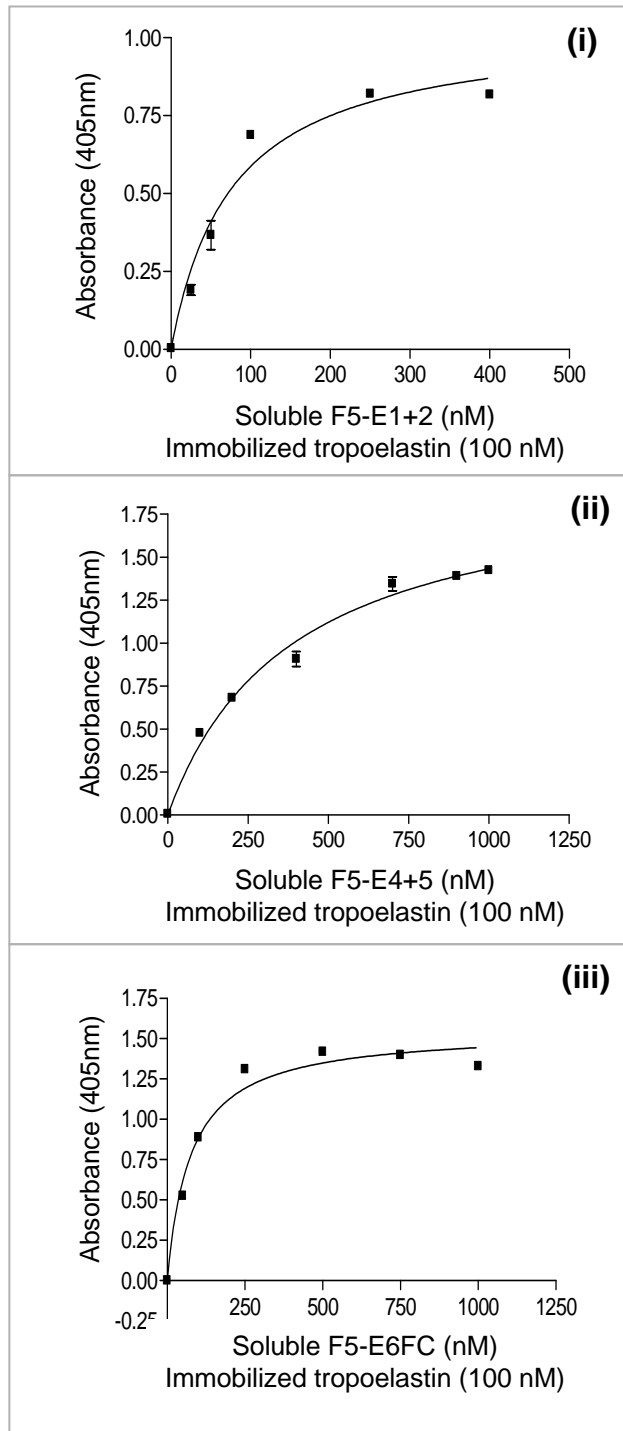 (i)
1.00
0.75
0.50
0.25
0.00
Absorbance (405nm)
0 100 200 300 400 500
Soluble F5-E1+2 (nM)
Immobilized tropoelastin (100 nM)
(ii)
1.75
1.50
1.25
1.00
0.75
0.50
0.25
0.00
Absorbance (405nm)
0 250 500 750 1000 1250
Soluble F5-E4+5 (nM)
Immobilized tropoelastin (100 nM)
(iii)
1.75
1.50
1.25
1.00
0.75
0.50
0.25
0.00
-0.25
Absorbance (405nm)
250 500 750 1000 1250
Soluble F5-E6FC (nM)
Immobilized tropoelastin (100 nM)